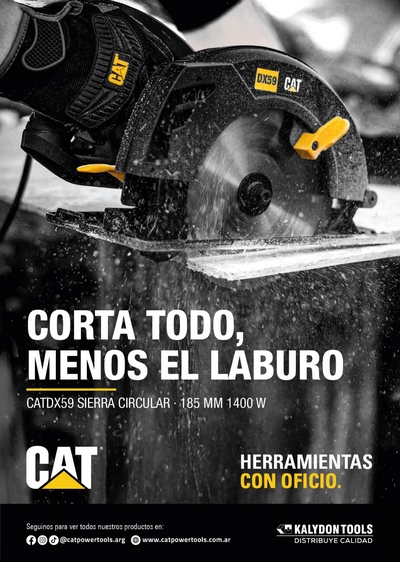 CAT
DX59 CAT
CORTA TODO,
MENOS EL LABURO
CATDX59 SIERRA CIRCULAR · 185 MM 1400 W
CAT
HERRAMIENTAS
CON OFICIO.
Seguinos para ver todos nuestros productos en:
@catpowertools.arg www.catpowertools.com.ar
KALYDON TOOLS
DISTRIBUYE CALIDAD